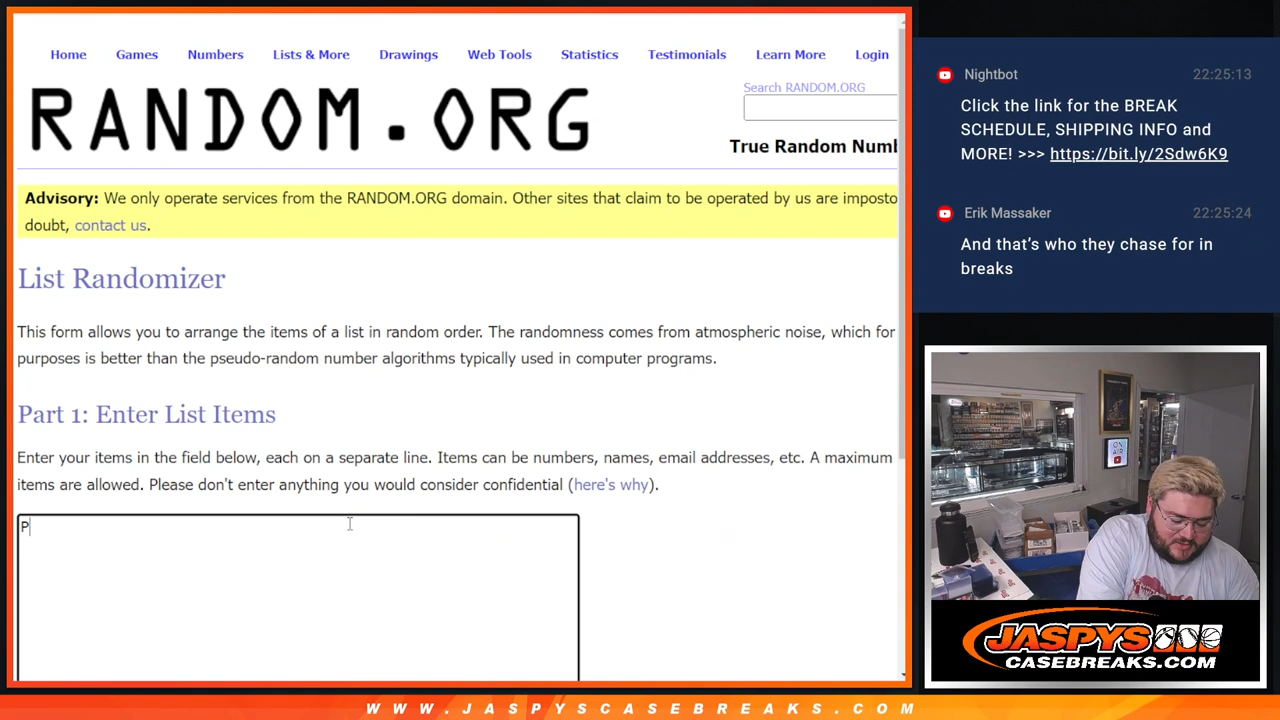 Home Games Numbers Lists & More Drawings Web Tools Statistics Testimonials Learn More Login
RANDOM.ORG
Search RANDOM.ORG
True Random Numb
Advisory: We only operate services from the RANDOM.ORG domain. Other sites that claim to be operated by us are imposto
doubt, contact us.
List Randomizer
This form allows you to arrange the items of a list in random order. The randomness comes from atmospheric noise, which for
purposes is better than the pseudo-random number algorithms typically used in computer programs.
Part 1: Enter List Items
Enter your items in the field below, each on a separate line. Items can be numbers, names, email addresses, etc. A maximum
items are allowed. Please don't enter anything you would consider confidential (here's why).
P
Nightbot 22:25:13
Click the link for the BREAK
SCHEDULE, SHIPPING INFO and
MORE! >>> https://bit.ly/2Sdw6K9
Erik Massaker 22:25:24
And that's who they chase for in
breaks
ON
AIR
JASPYS
CASEBREAKS.COM
WWW.JASPYSCASEBREAKS.COM